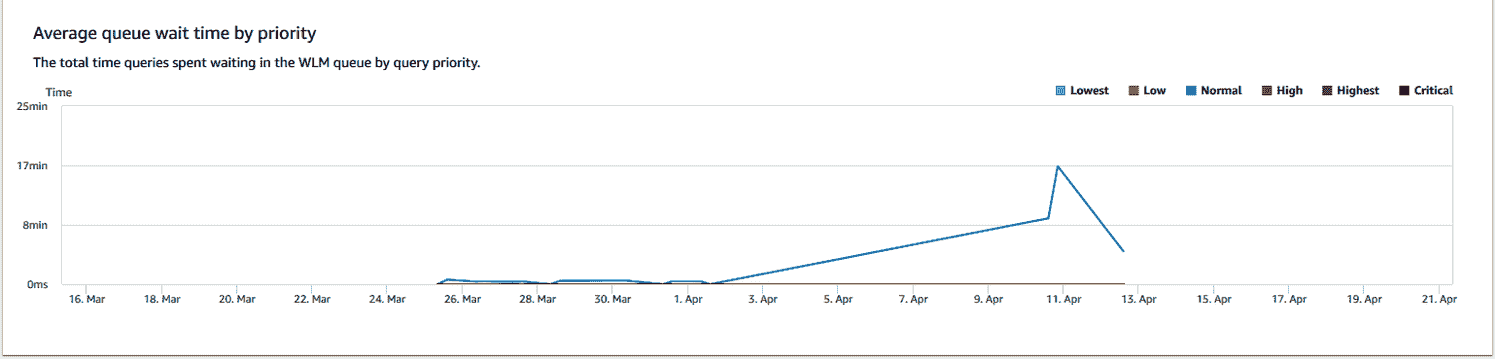 Average queue wait time by priority
The total time queries spent waiting in the WLM queue by query priority.
Time
Lowest Low Normal High Highest Critical
25min
17min
8min
0ms
16. Mar 18. Mar 20. Mar 22. Mar 24. Mar 26. Mar 28. Mar 30. Mar 1. Apr 3. Apr 5. Apr 7. Apr 9. Apr 11. Apr 13. Apr 15. Apr 17. Apr 19. Apr 21. Apr